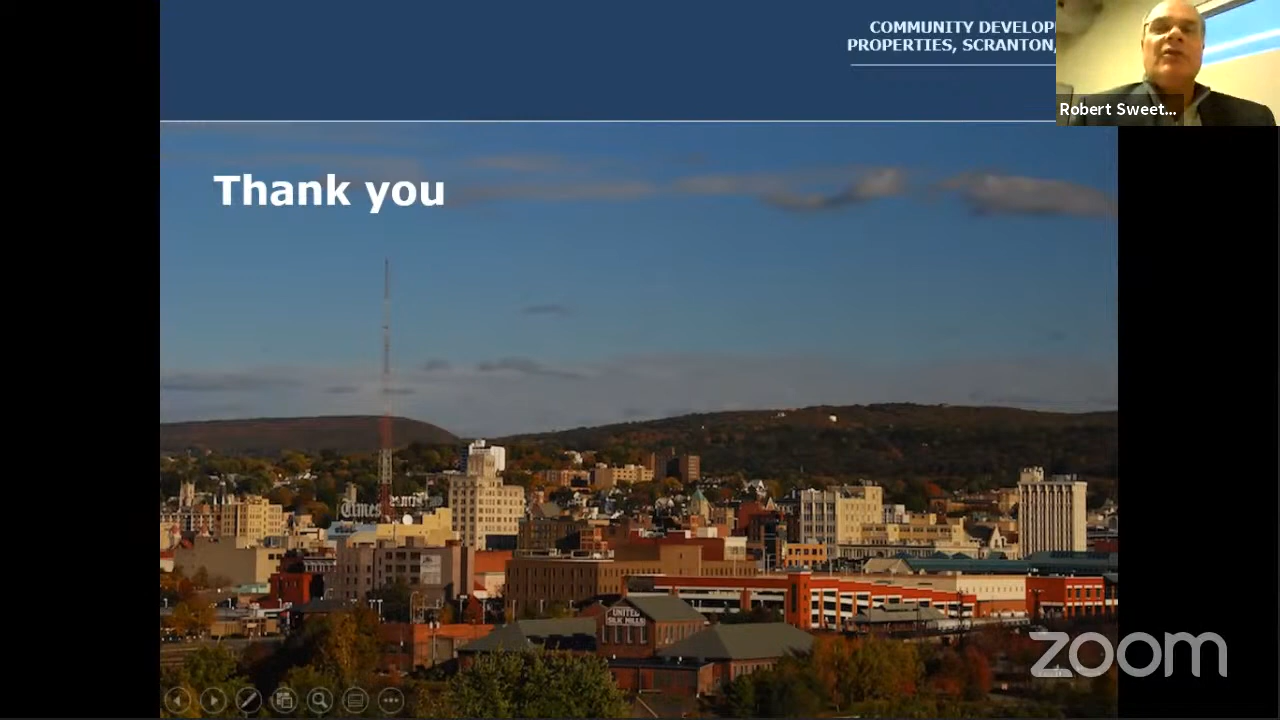 COMMUNITY DEVELOP
PROPERTIES, SCRANTON,
Robert Sweet...
Thank you
Times
UNITED
SILK MILLS
zoom